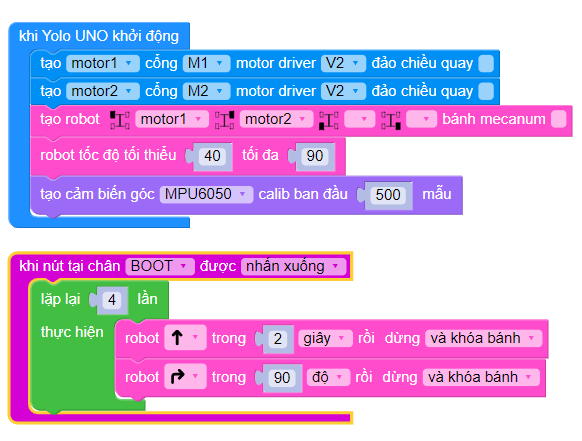 khi Yolo UNO khởi động
tạo motor1 cổng M1 motor driver V2 đảo chiều quay
tạo motor2 cổng M2 motor driver V2 đảo chiều quay
tạo robot motor1 motor2 bánh mecanum
robot tốc độ tối thiểu 40 tối đa 90
tạo cảm biến góc MPU6050 calib ban đầu 500 mẫu
khi nút tại chân BOOT được nhấn xuống
lặp lại 4 lần
thực hiện robot trong 2 giây rồi dừng và khóa bánh
robot trong 90 độ rồi dừng và khóa bánh